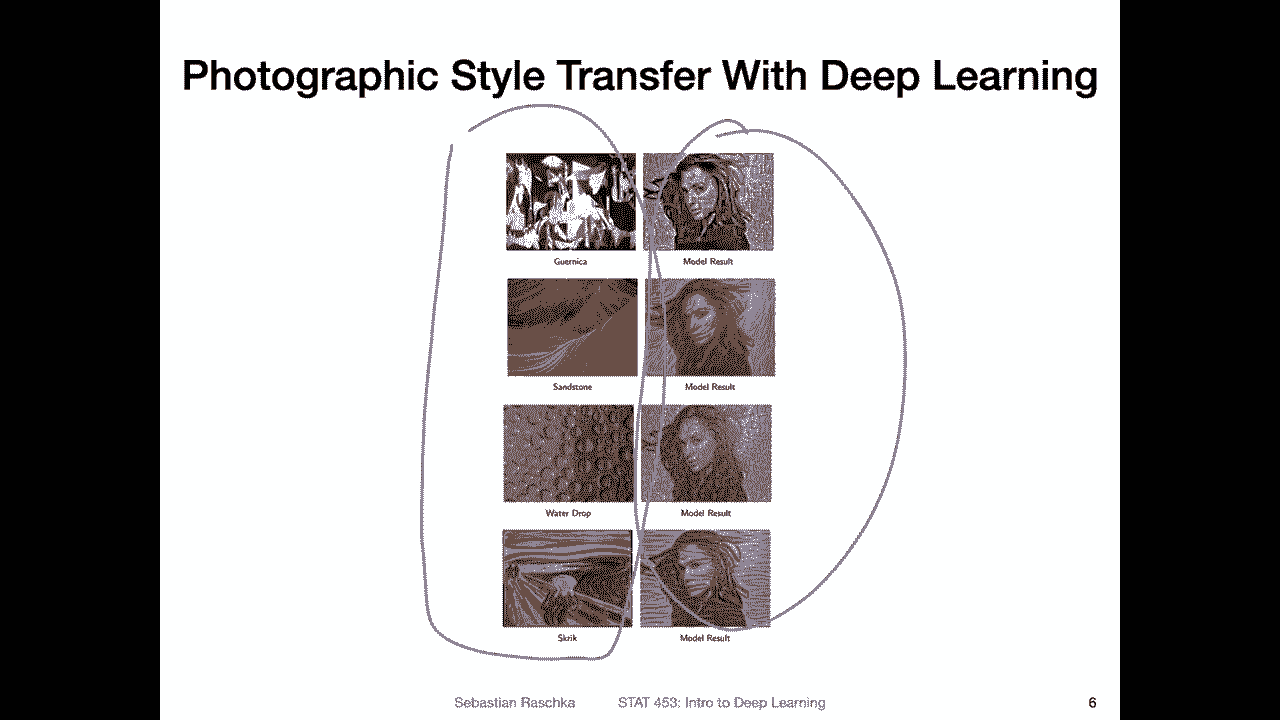 Photographic Style Transfer With Deep Learning
Guernica Model Result
Sandstone Model Result
Water Drop Model Result
Skrik Model Result
Sebastian Raschka STAT 453: Intro to Deep Learning 6